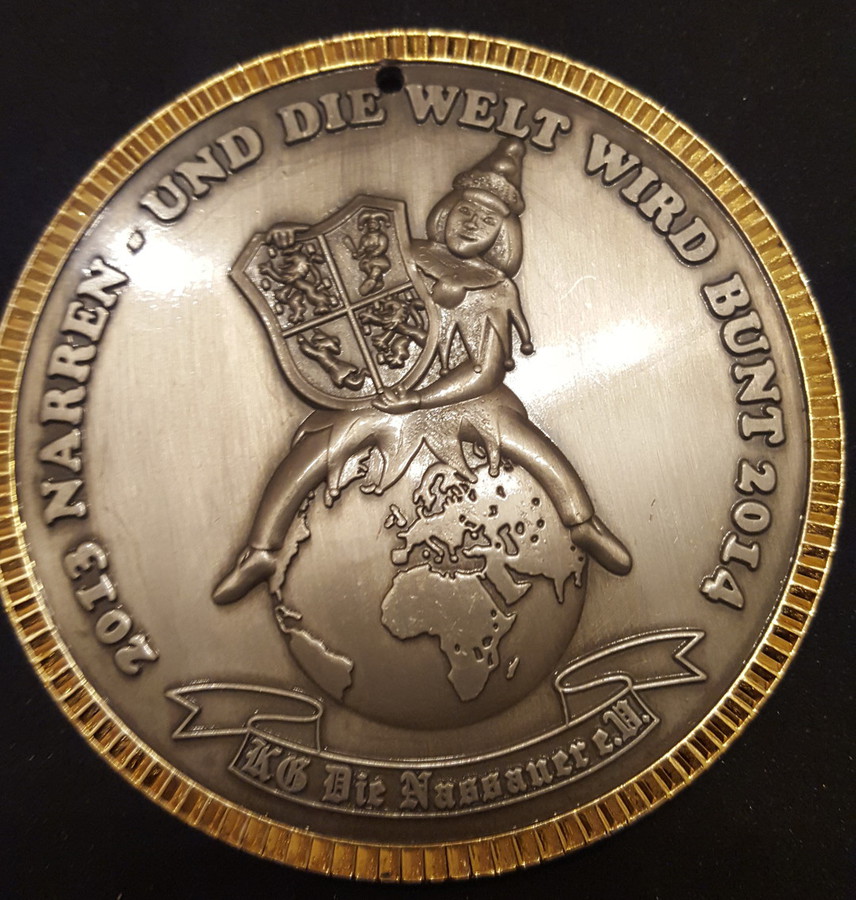 2013 NARREN - UND DIE WELT WIRD BUNT 2014
KG Die Nassauer e.V.